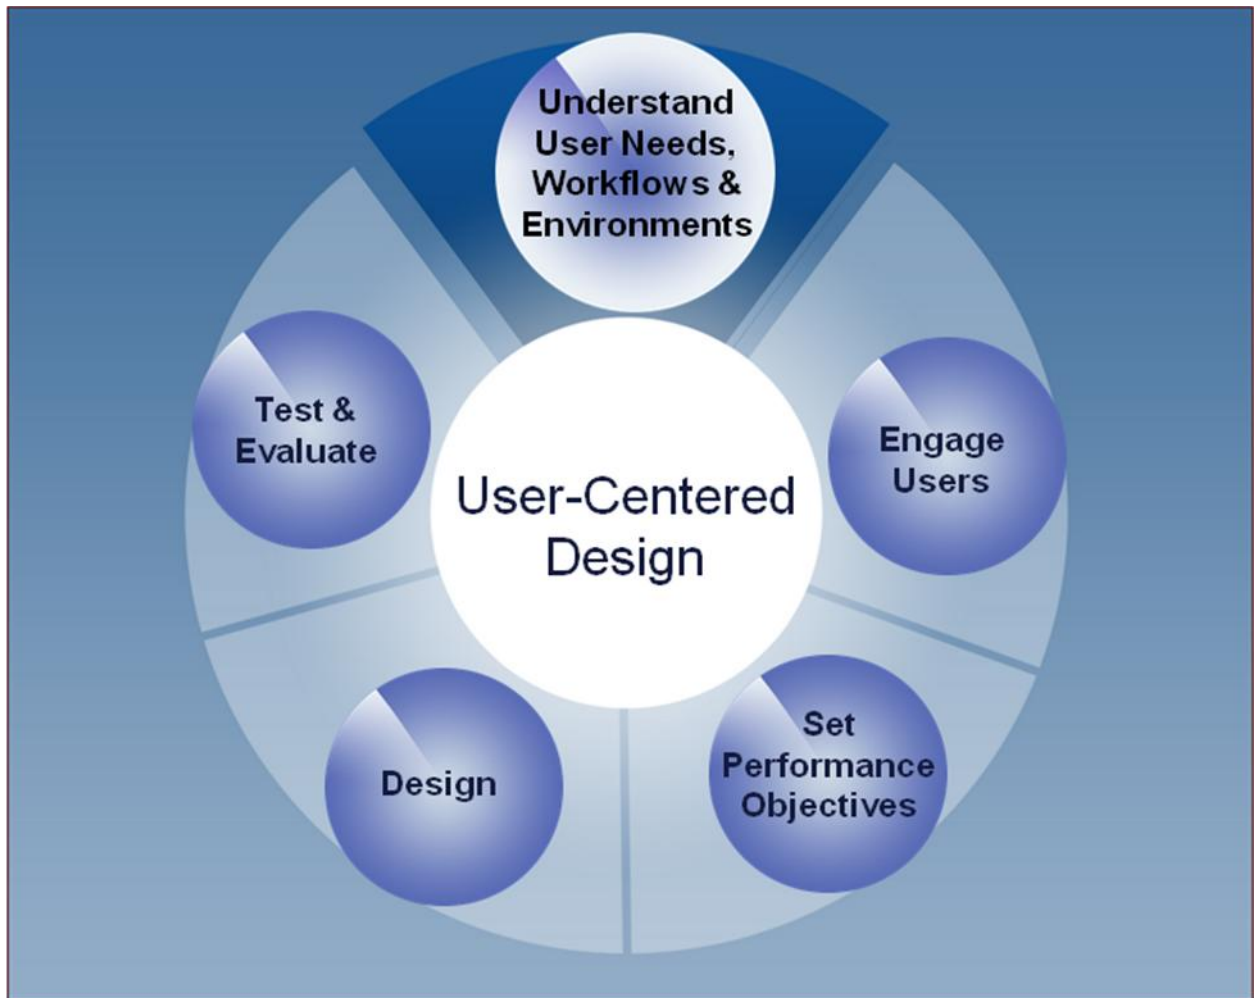 Understand
User Needs,
Workflows &
Environments
Test &
Evaluate
Engage
Users
User-Centered
Design
Set
Performance
Objectives
Design